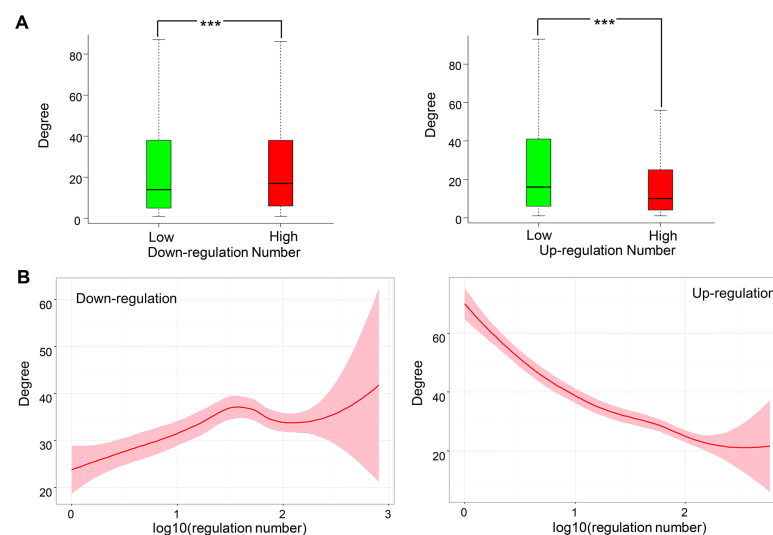 A
***
***
Degree
80
60
40
20
0
Low
High
Down-regulation Number
Degree
80
60
40
20
0
Low
High
Up-regulation Number
B
Down-regulation
Degree
60
50
40
30
20
0
1
2
3
log10(regulation number)
Up-regulation
Degree
60
40
20
0
1
2
log10(regulation number)